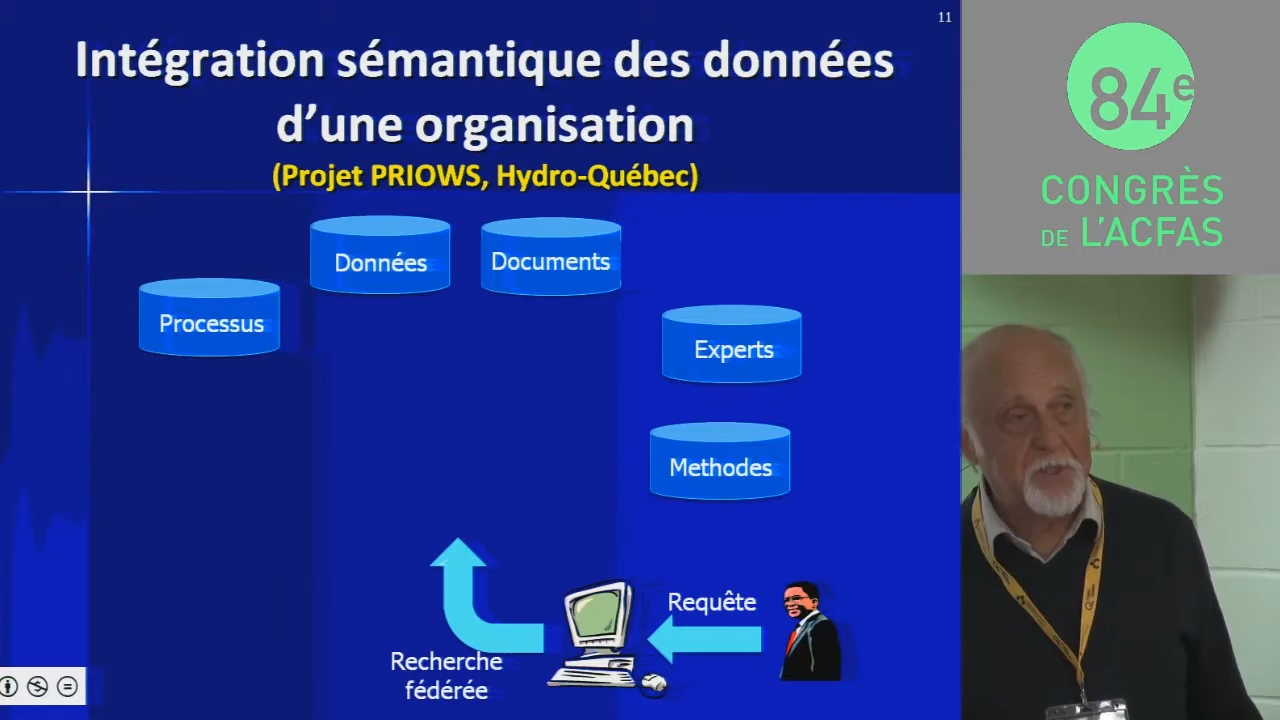 11
Intégration sémantique des données
d’une organisation
(Projet PRIOWS, Hydro-Québec)
Données
Documents
Processus
Experts
Methodes
Requête
Recherche
fédérée
84e
CONGRÈS
DE L’ACFAS